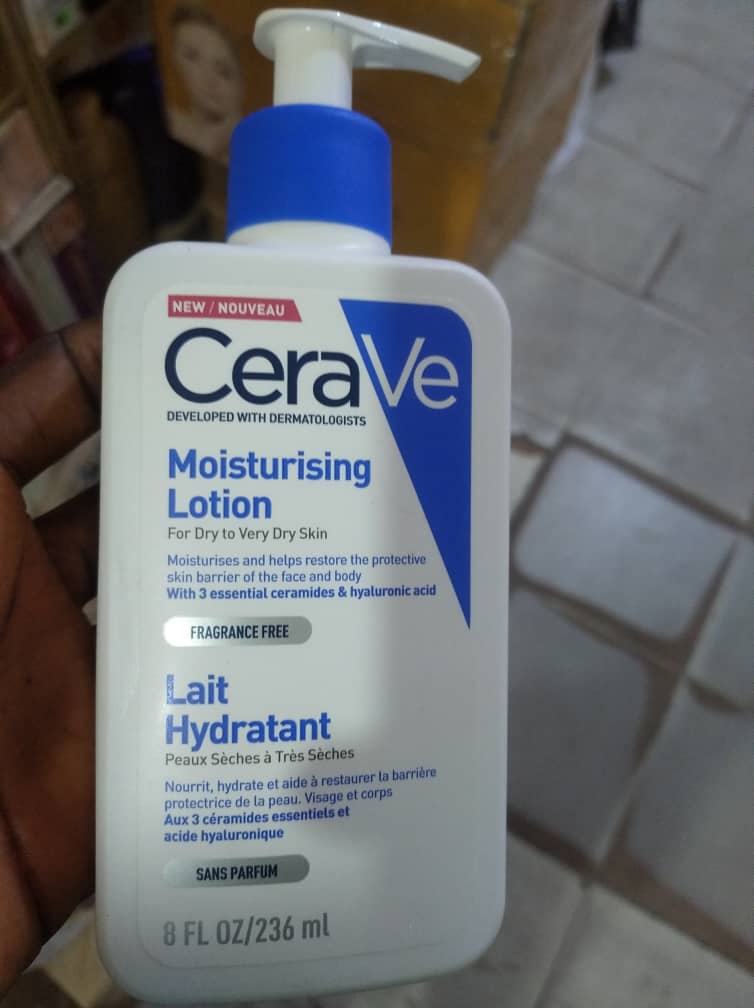 NEW / NOUVEAU
CeraVe
DEVELOPED WITH DERMATOLOGISTS
Moisturising
Lotion
For Dry to Very Dry Skin
Moisturises and helps restore the protective
skin barrier of the face and body
With 3 essential ceramides & hyaluronic acid
FRAGRANCE FREE
Lait
Hydratant
Peaux Sèches à Très Sèches
Nourrit, hydrate et aide à restaurer la barrière
protectrice de la peau. Visage et corps
Aux 3 céramides essentiels et
acide hyaluronique
SANS PARFUM
8 FL OZ/236 ml